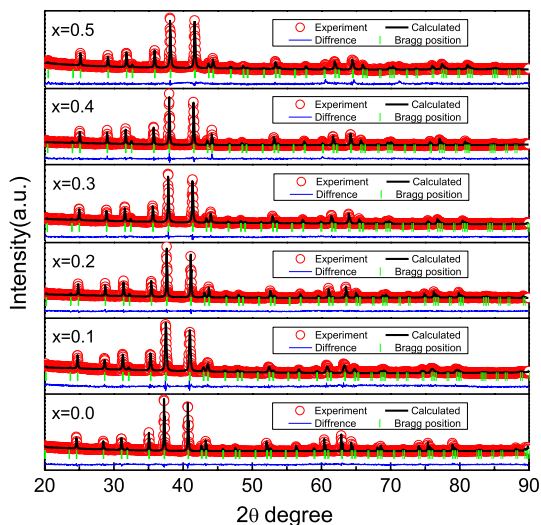 x=0.5
Experiment Calculated
Diffrence Bragg position
x=0.4
Experiment Calculated
Diffrence Bragg position
x=0.3
Experiment Calculated
Diffrence Bragg position
x=0.2
Experiment Calculated
Diffrence Bragg position
x=0.1
Experiment Calculated
Diffrence Bragg position
x=0.0
Experiment Calculated
Diffrence Bragg position
Intensity(a.u.)
20 30 40 50 60 70 80 90
2θ degree